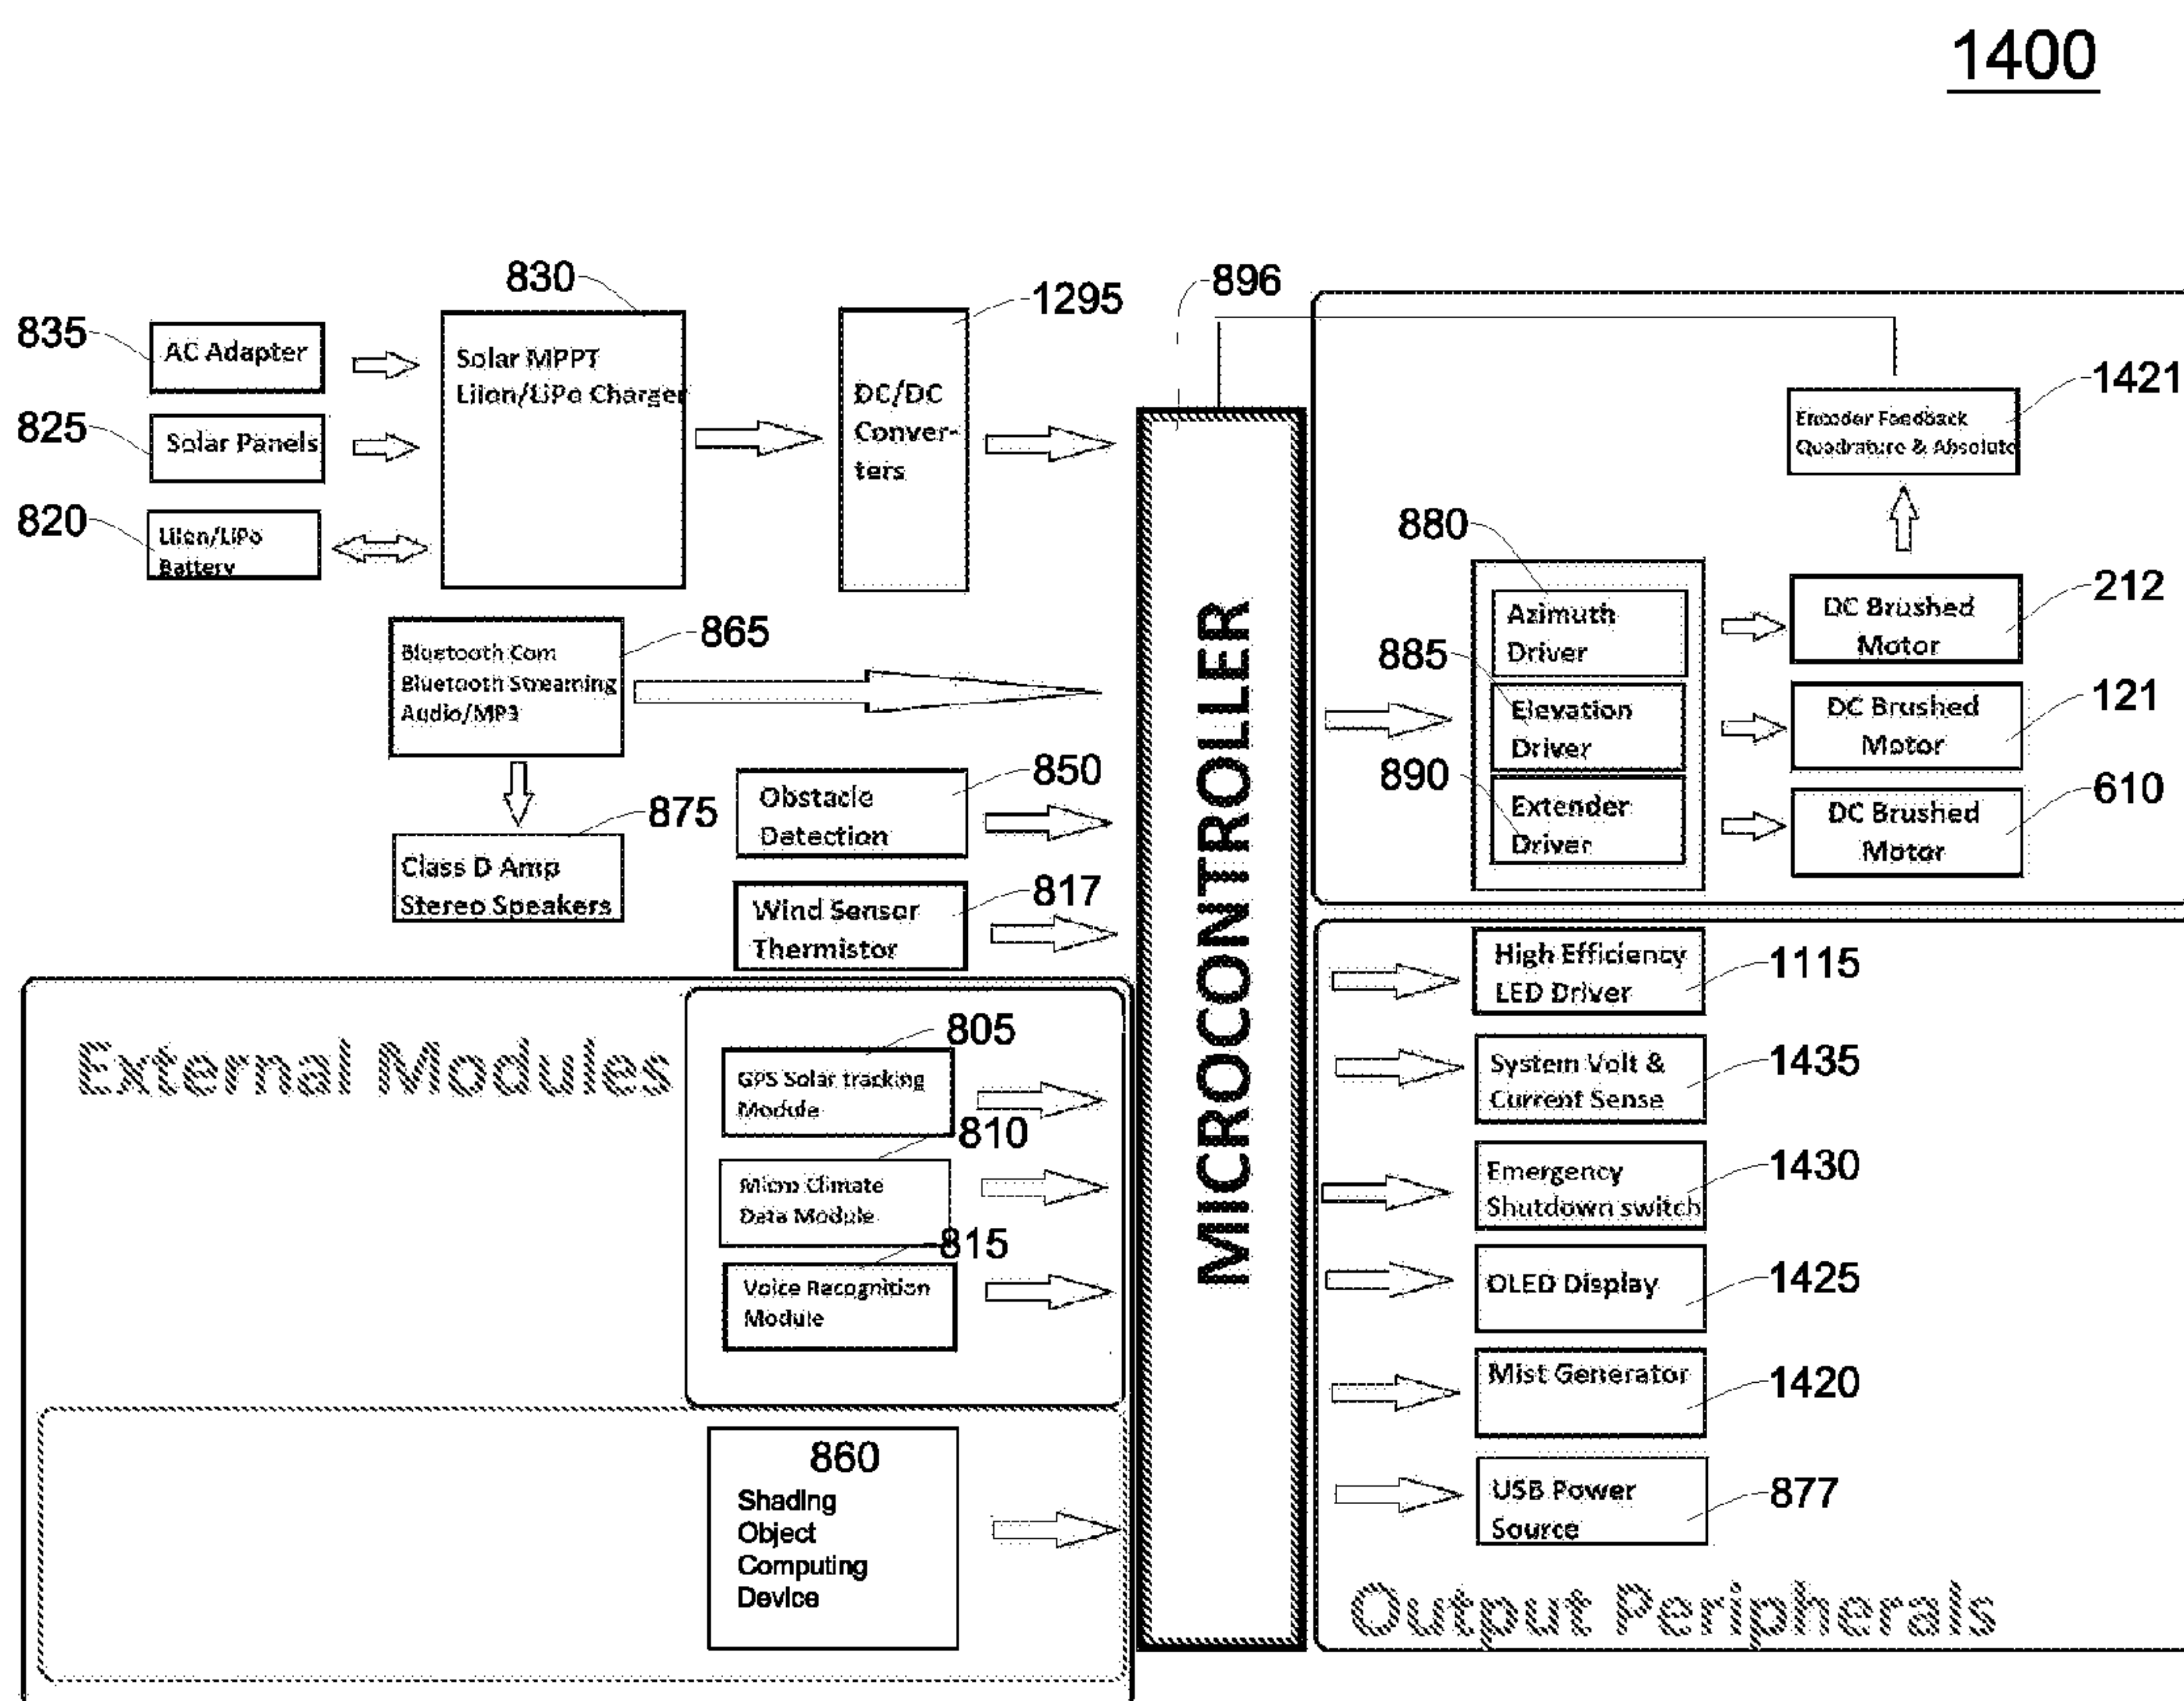 1400
830
1295
896
835
AC Adapter
Solar MPPT
LiIon/LiPo Charger
DC/DC
Conver-
ters
825
Solar Panels
820
LiIon/LiPo
Battery
865
Bluetooth Com
Bluetooth Streaming
Audio/MP3
875
Class D Amp
Stereo Speakers
850
Obstacle
Detection
817
Wind Sensor
Thermistor
External Modules
805
GPS Solar tracking
Module
810
Micro Climate
Data Module
815
Voice Recognition
Module
860
Shading
Object
Computing
Device
MICROCONTROLLER
1421
Encoder Feedback
Quadrature & Absolute
880
Azimuth
Driver
212
DC Brushed
Motor
885
Elevation
Driver
121
DC Brushed
Motor
890
Extender
Driver
610
DC Brushed
Motor
High Efficiency
LED Driver
1115
System Volt &
Current Sense
1435
Emergency
Shutdown switch
1430
OLED Display
1425
Mist Generator
1420
USB Power
Source
877
Output Peripherals